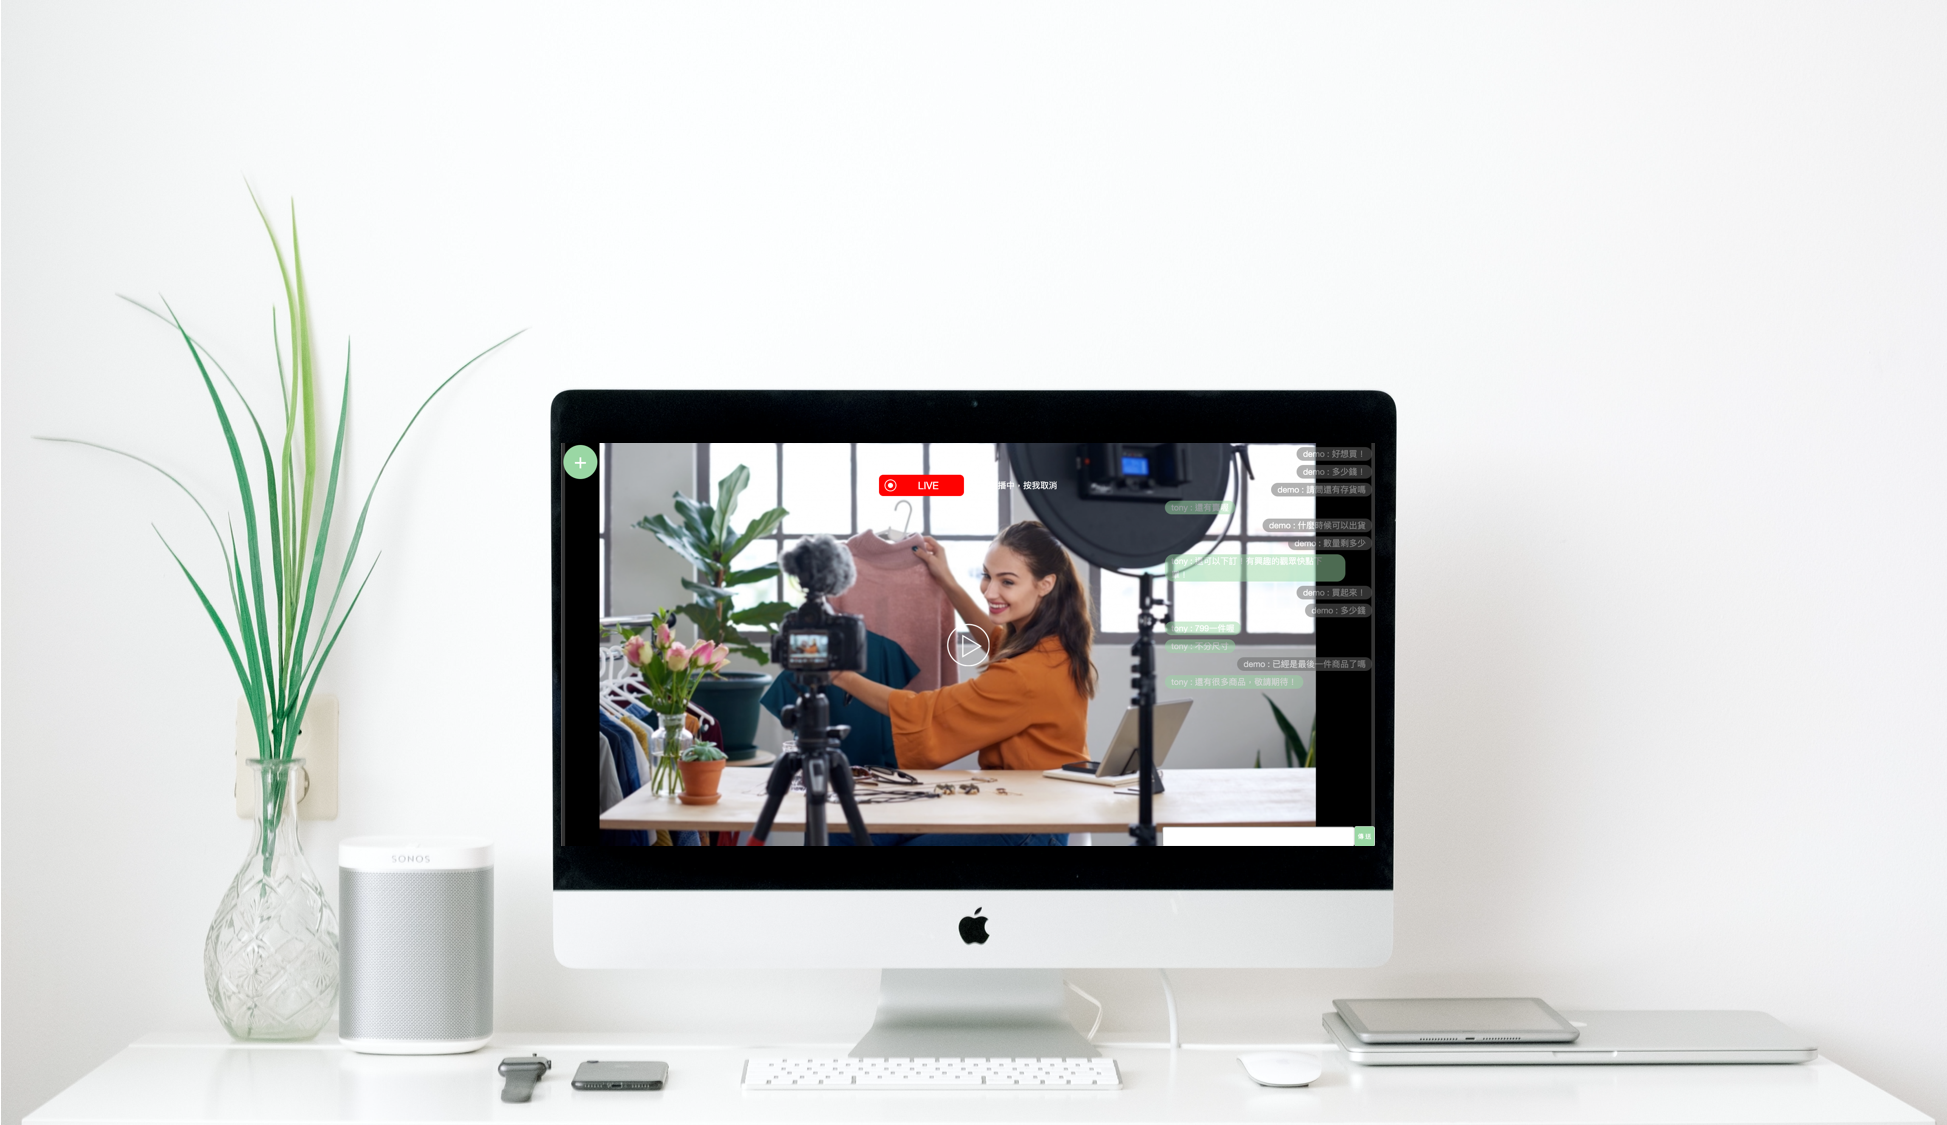 LIVE
播中，按我取消
demo : 好想買！
demo : 多少錢！
demo : 請問還有存貨嗎
tony : 還有
demo : 什麼時候可以出貨
demo : 數量剩多少
tony : 可以下訂！有興趣的觀眾快點下
demo : 買起來！
demo : 多少錢
tony : 799一件喔
tony : 不分尺寸
demo : 已經是最後一件商品了嗎
tony : 還有很多商品，敬請期待！
SONOS